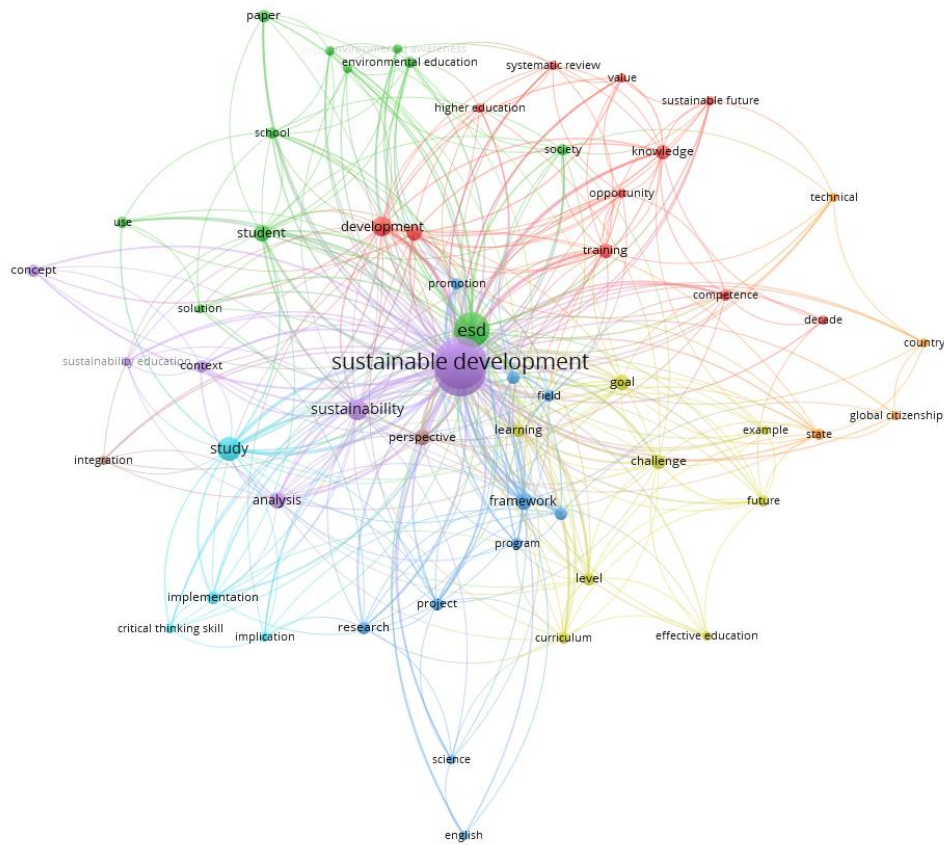 paper
environmental awareness
environmental education
systematic review
value
sustainable future
higher education
school
society
knowledge
opportunity
technical
use
student
development
training
concept
promotion
competence
solution
decade
esd
country
sustainable development
sustainability education
context
goal
field
sustainability
global citizenship
learning
example
state
perspective
study
integration
challenge
analysis
framework
future
program
level
implementation
project
critical thinking skill
implication
research
curriculum
effective education
science
english